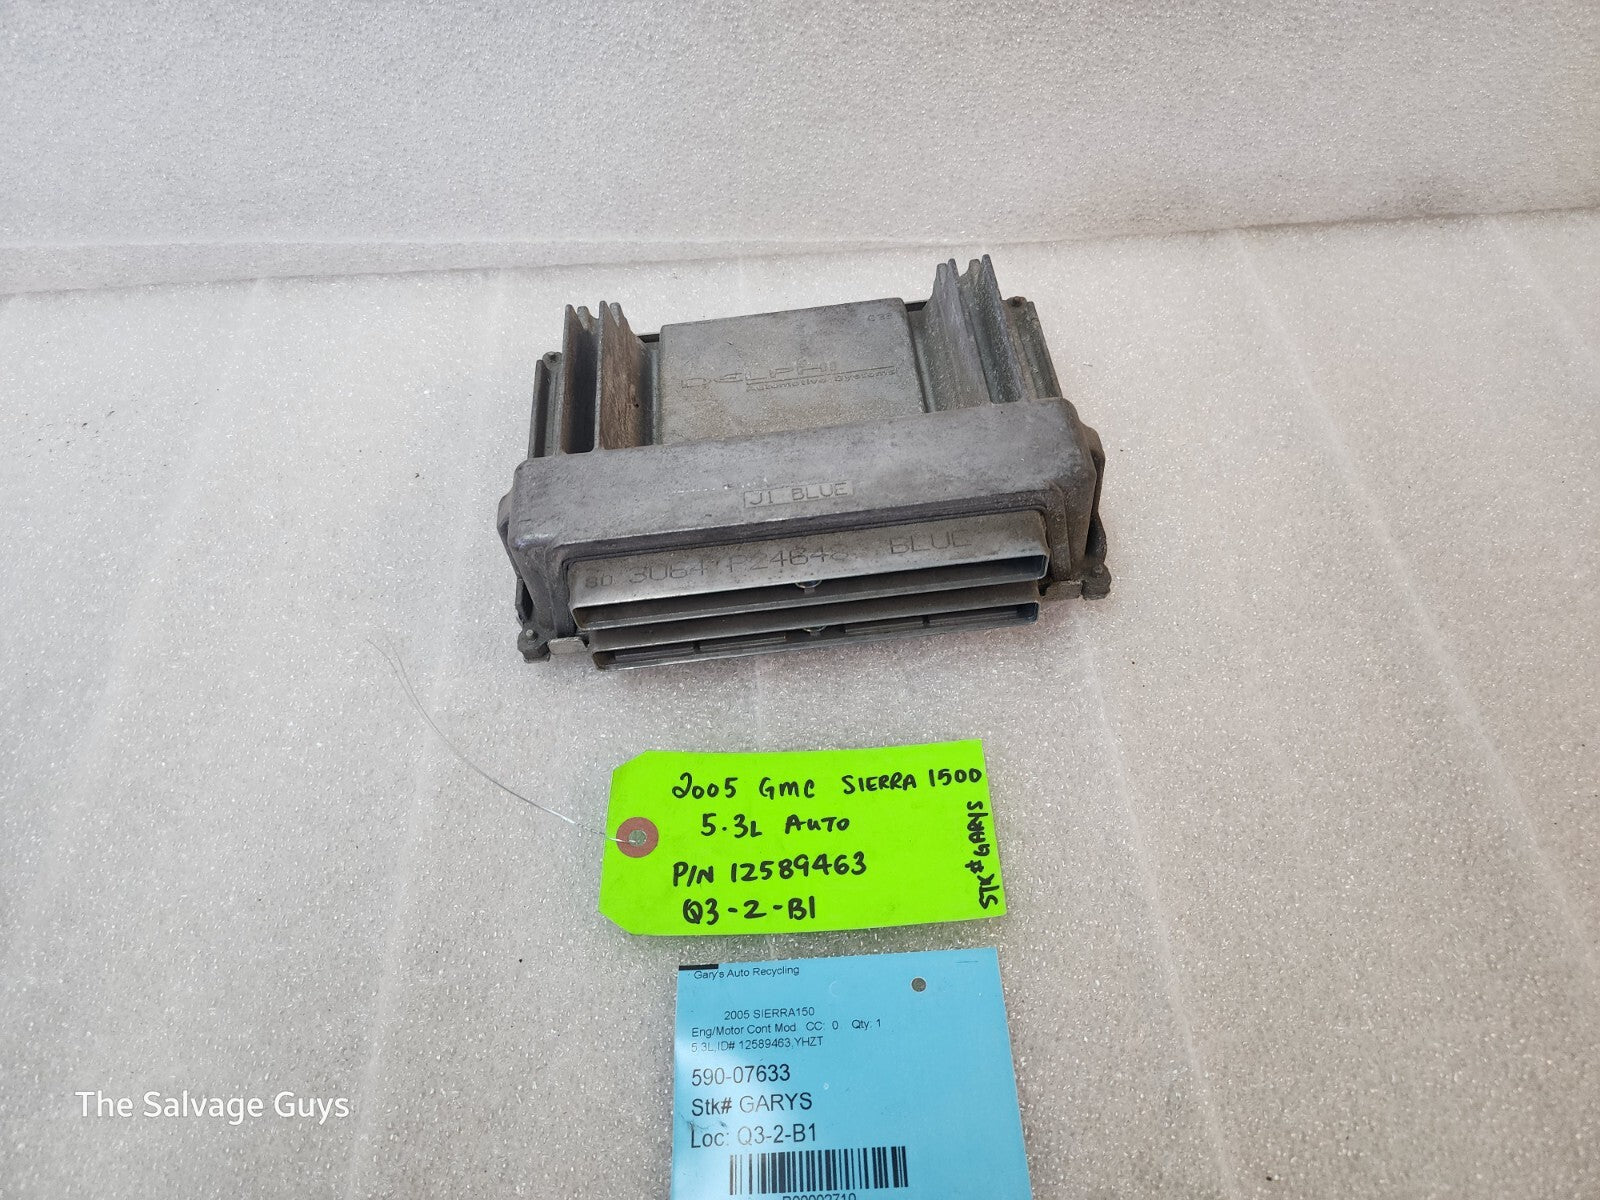 DELPHI
J1 BLUE
BLUE
2005 GMC SIERRA 1500
5.3L AUTO
P/N 12589463
Q3-2-B1
STK# GARYS
Gary's Auto Recycling
2005 SIERRA150
Eng/Motor Cont Mod CC: 0 Qty: 1
5.3L,ID# 12589463,YHZT
590-07633
Stk# GARYS
Loc: Q3-2-B1
The Salvage Guys